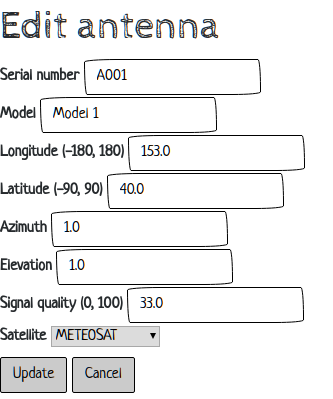 Edit antenna
Serial number A001
Model Model 1
Longitude (-180, 180) 153.0
Latitude (-90, 90) 40.0
Azimuth 1.0
Elevation 1.0
Signal quality (0, 100) 33.0
Satellite METEOSAT
Update Cancel